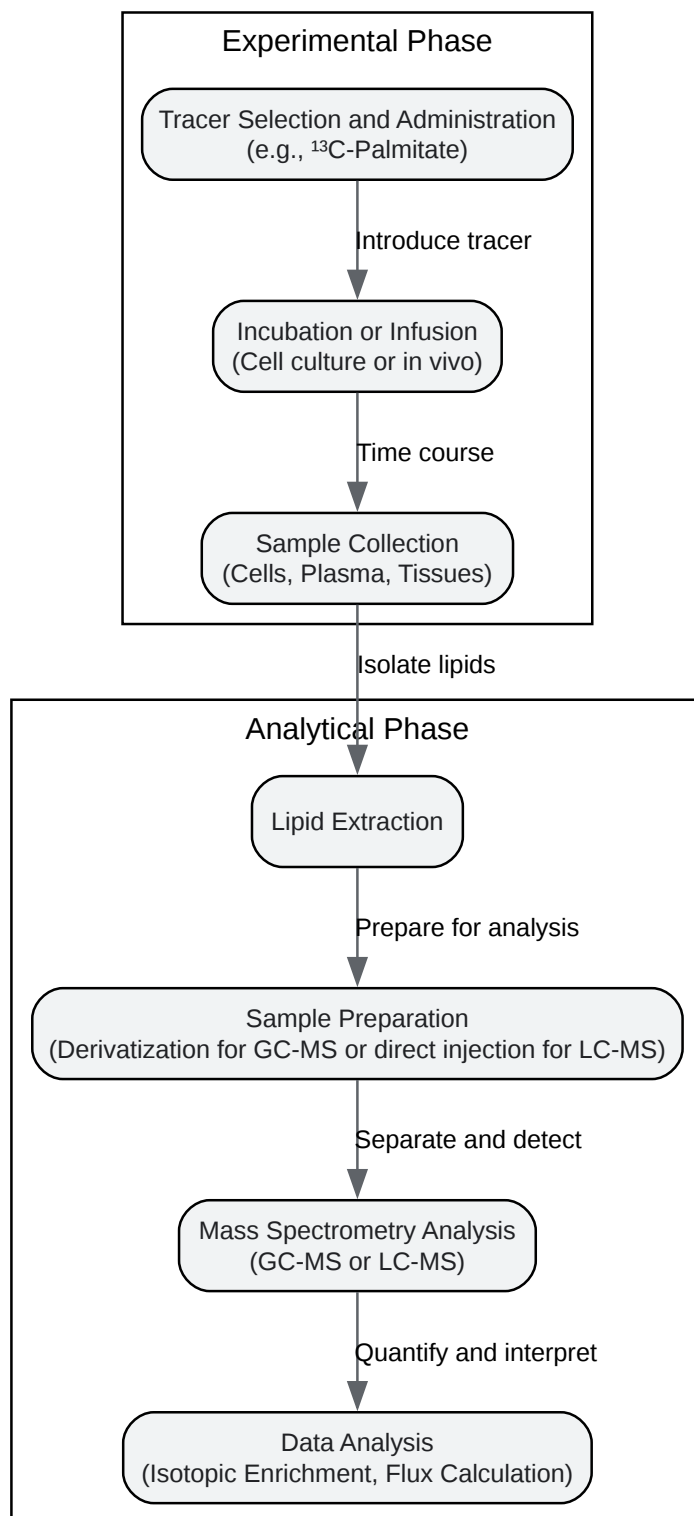 Experimental Phase
Tracer Selection and Administration
(e.g., ¹³C-Palmitate)
Introduce tracer
Incubation or Infusion
(Cell culture or in vivo)
Time course
Sample Collection
(Cells, Plasma, Tissues)
Isolate lipids
Analytical Phase
Lipid Extraction
Prepare for analysis
Sample Preparation
(Derivatization for GC-MS or direct injection for LC-MS)
Separate and detect
Mass Spectrometry Analysis
(GC-MS or LC-MS)
Quantify and interpret
Data Analysis
(Isotopic Enrichment, Flux Calculation)